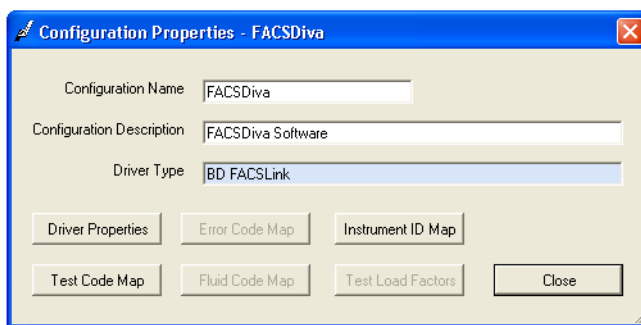 Configuration Properties - FACSDiva
Configuration Name FACSDiva
Configuration Description FACSDiva Software
Driver Type BD FACSLink
Driver Properties Error Code Map Instrument ID Map
Test Code Map Fluid Code Map Test Load Factors Close